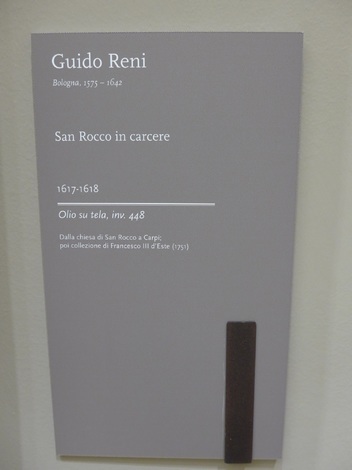 Guido Reni
Bologna, 1575 – 1642
San Rocco in carcere
1617-1618
Olio su tela, inv. 448
Dalla chiesa di San Rocco a Carpi;
poi collezione di Francesco III d'Este (1751)